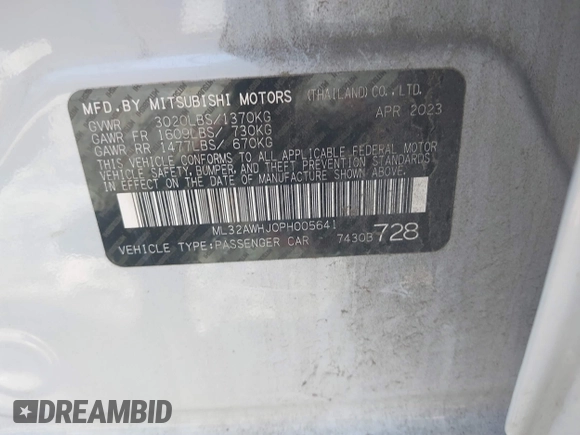 MFD.BY MITSUBISHI MOTORS (THAILAND) CO.,LTD.
GVWR 3020LBS/1370KG APR 2023
GAWR FR 1609LBS/ 730KG
GAWR RR 1477LBS/ 670KG
THIS VEHICLE CONFORMS TO ALL APPLICABLE FEDERAL MOTOR
VEHICLE SAFETY, BUMPER, AND THEFT PREVENTION STANDARDS
IN EFFECT ON THE DATE OF MANUFACTURE SHOWN ABOVE.
ML32AWHJ0PH005641
VEHICLE TYPE:PASSENGER CAR 7430B728
DREAMBID